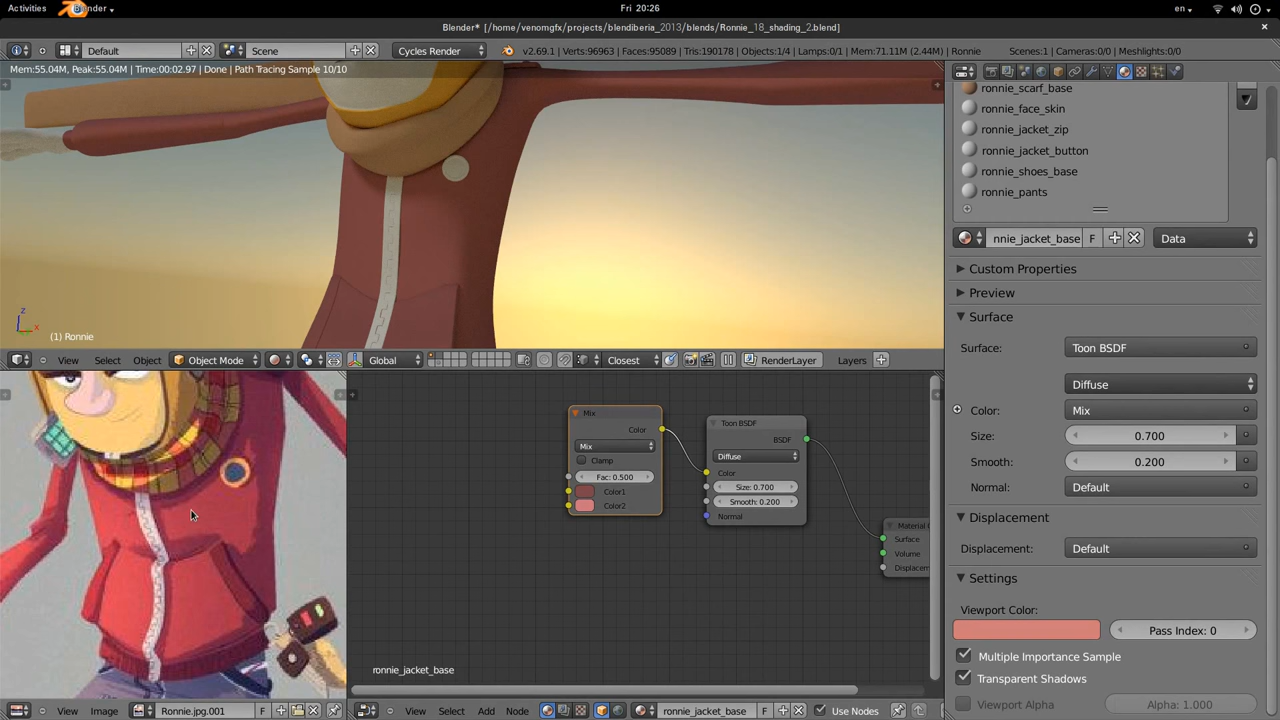 Activities Blender Fri 20:26 en
Blender* [/home/venomgfx/projects/blendiberia_2013/blends/Ronnie_18_shading_2.blend]
Default Scene Cycles Render v2.69.1 | Verts:96963 | Faces:95089 | Tris:190178 | Objects:1/4 | Lamps:0/1 | Mem:71.11M (2.44M) | Ronnie Scenes:1 | Cameras:0/0 | Meshlights:0/0
Mem:55.04M, Peak:55.04M | Time:00:02.97 | Done | Path Tracing Sample 10/10
ronnie_scarf_base
ronnie_face_skin
ronnie_jacket_zip
ronnie_jacket_button
ronnie_shoes_base
ronnie_pants
nnie_jacket_base F Data
Custom Properties
Preview
Surface
Surface: Toon BSDF
Diffuse
Color: Mix
Size: 0.700
Smooth: 0.200
Normal: Default
Displacement
Displacement: Default
Settings
Viewport Color:
Pass Index: 0
Multiple Importance Sample
Transparent Shadows
Viewport Alpha Alpha: 1.000
z
x
(1) Ronnie
View Select Object Object Mode Global Closest RenderLayer Layers
Mix
Color
Mix
Clamp
Fac: 0.500
Color1
Color2
Toon BSDF
BSDF
Diffuse
Color
Size: 0.700
Smooth: 0.200
Normal
Material
Surface
Volume
Displacem
ronnie_jacket_base
View Image Ronnie.jpg.001 F
View Select Add Node ronnie_jacket_base F Use Nodes